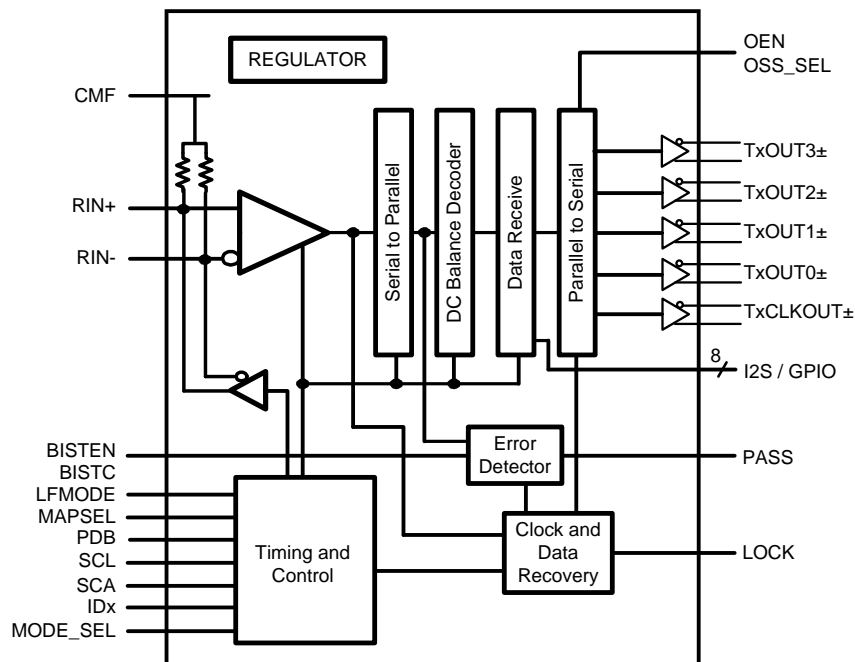 REGULATOR
OEN
OSS_SEL
CMF
RIN+
RIN-
Serial to Parallel
DC Balance Decoder
Data Receive
Parallel to Serial
TxOUT3±
TxOUT2±
TxOUT1±
TxOUT0±
TxCLKOUT±
8
I2S / GPIO
BISTEN
BISTC
LFMODE
MAPSEL
PDB
SCL
SCA
IDx
MODE_SEL
Timing and
Control
Error
Detector
PASS
Clock and
Data
Recovery
LOCK